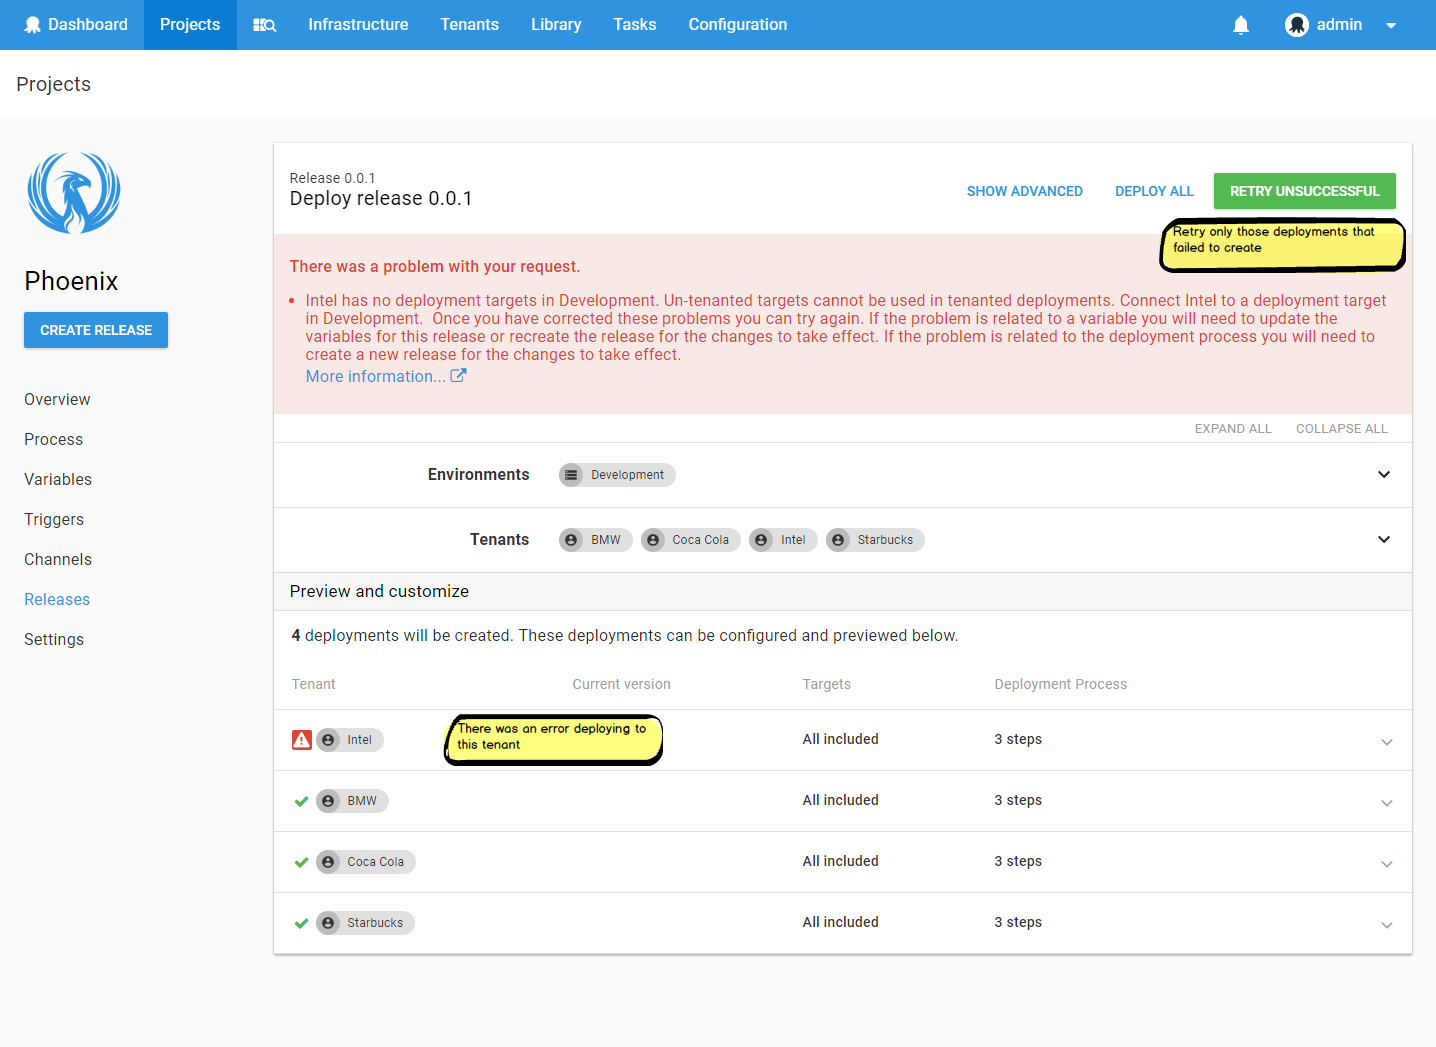 Dashboard
Projects
Infrastructure
Tenants
Library
Tasks
Configuration
admin
Projects
Phoenix
CREATE RELEASE
Overview
Process
Variables
Triggers
Channels
Releases
Settings
Release 0.0.1
Deploy release 0.0.1
SHOW ADVANCED
DEPLOY ALL
RETRY UNSUCCESSFUL
Retry only those deployments that
failed to create
There was a problem with your request.
Intel has no deployment targets in Development. Un-tenanted targets cannot be used in tenanted deployments. Connect Intel to a deployment target
in Development.  Once you have corrected these problems you can try again. If the problem is related to a variable you will need to update the
variables for this release or recreate the release for the changes to take effect. If the problem is related to the deployment process you will need to
create a new release for the changes to take effect.
More information...
EXPAND ALL
COLLAPSE ALL
Environments
Development
Tenants
BMW
Coca Cola
Intel
Starbucks
Preview and customize
4 deployments will be created. These deployments can be configured and previewed below.
Tenant
Current version
Targets
Deployment Process
Intel
There was an error deploying to
this tenant
All included
3 steps
BMW
All included
3 steps
Coca Cola
All included
3 steps
Starbucks
All included
3 steps